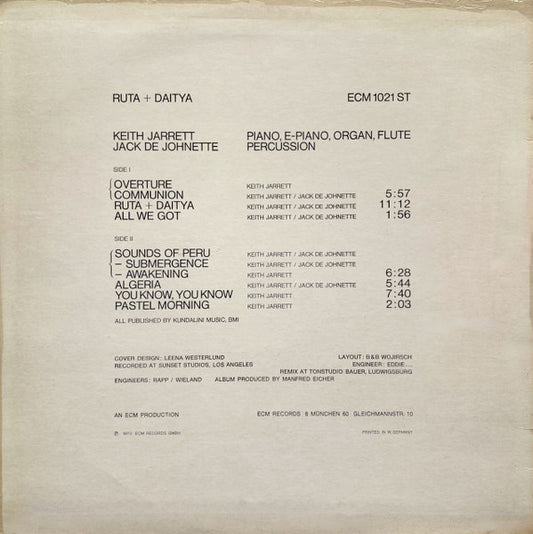 RUTA + DAITYA ECM 1021 ST
KEITH JARRETT PIANO, E-PIANO, ORGAN, FLUTE
JACK DE JOHNETTE PERCUSSION
SIDE I
OVERTURE KEITH JARRETT
COMMUNION KEITH JARRETT / JACK DE JOHNETTE 5:57
RUTA + DAITYA KEITH JARRETT / JACK DE JOHNETTE 11:12
ALL WE GOT KEITH JARRETT / JACK DE JOHNETTE 1:56
SIDE II
SOUNDS OF PERU KEITH JARRETT / JACK DE JOHNETTE
– SUBMERGENCE KEITH JARRETT / JACK DE JOHNETTE
– AWAKENING KEITH JARRETT 6:28
ALGERIA KEITH JARRETT / JACK DE JOHNETTE 5:44
YOU KNOW, YOU KNOW KEITH JARRETT 7:40
PASTEL MORNING KEITH JARRETT 2:03
ALL PUBLISHED BY KUNDALINI MUSIC, BMI
COVER DESIGN: LEENA WESTERLUND LAYOUT: B&B WOJIRSCH
RECORDED AT SUNSET STUDIOS, LOS ANGELES ENGINEER: EDDIE ....
REMIX AT TONSTUDIO BAUER, LUDWIGSBURG
ENGINEERS: RAPP / WIELAND ALBUM PRODUCED BY MANFRED EICHER
AN ECM PRODUCTION ECM RECORDS 8 MÜNCHEN 60 GLEICHMANNSTR. 10
℗ ECM RECORDS GMBH PRINTED IN W. GERMANY